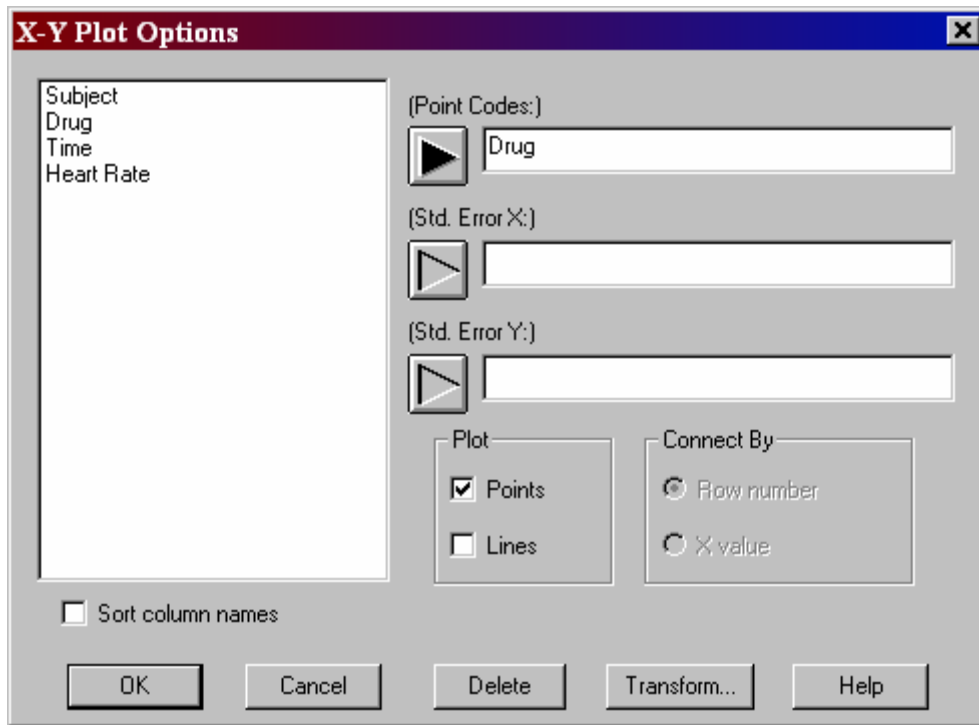 X-Y Plot Options
Subject
Drug
Time
Heart Rate
(Point Codes:)
Drug
(Std. Error X:)
(Std. Error Y:)
Plot
Points
Lines
Connect By
Row number
X value
Sort column names
OK
Cancel
Delete
Transform...
Help